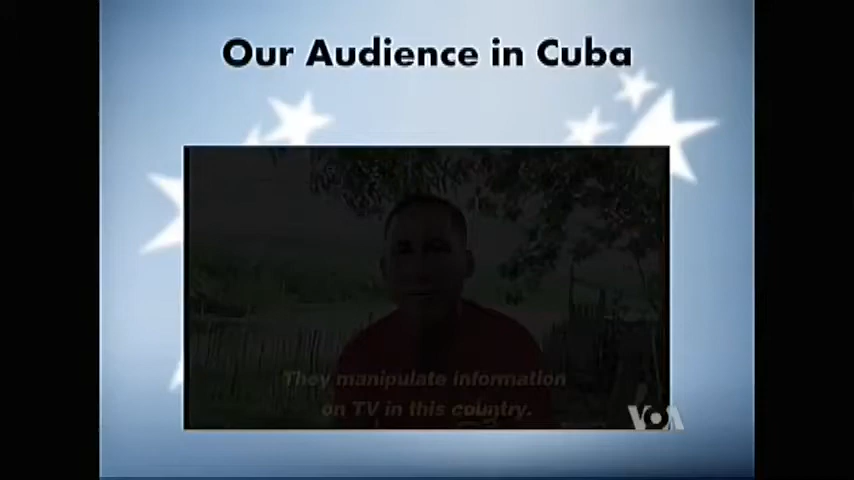 Our Audience in Cuba
They manipulate information
on TV in this country.
VOA